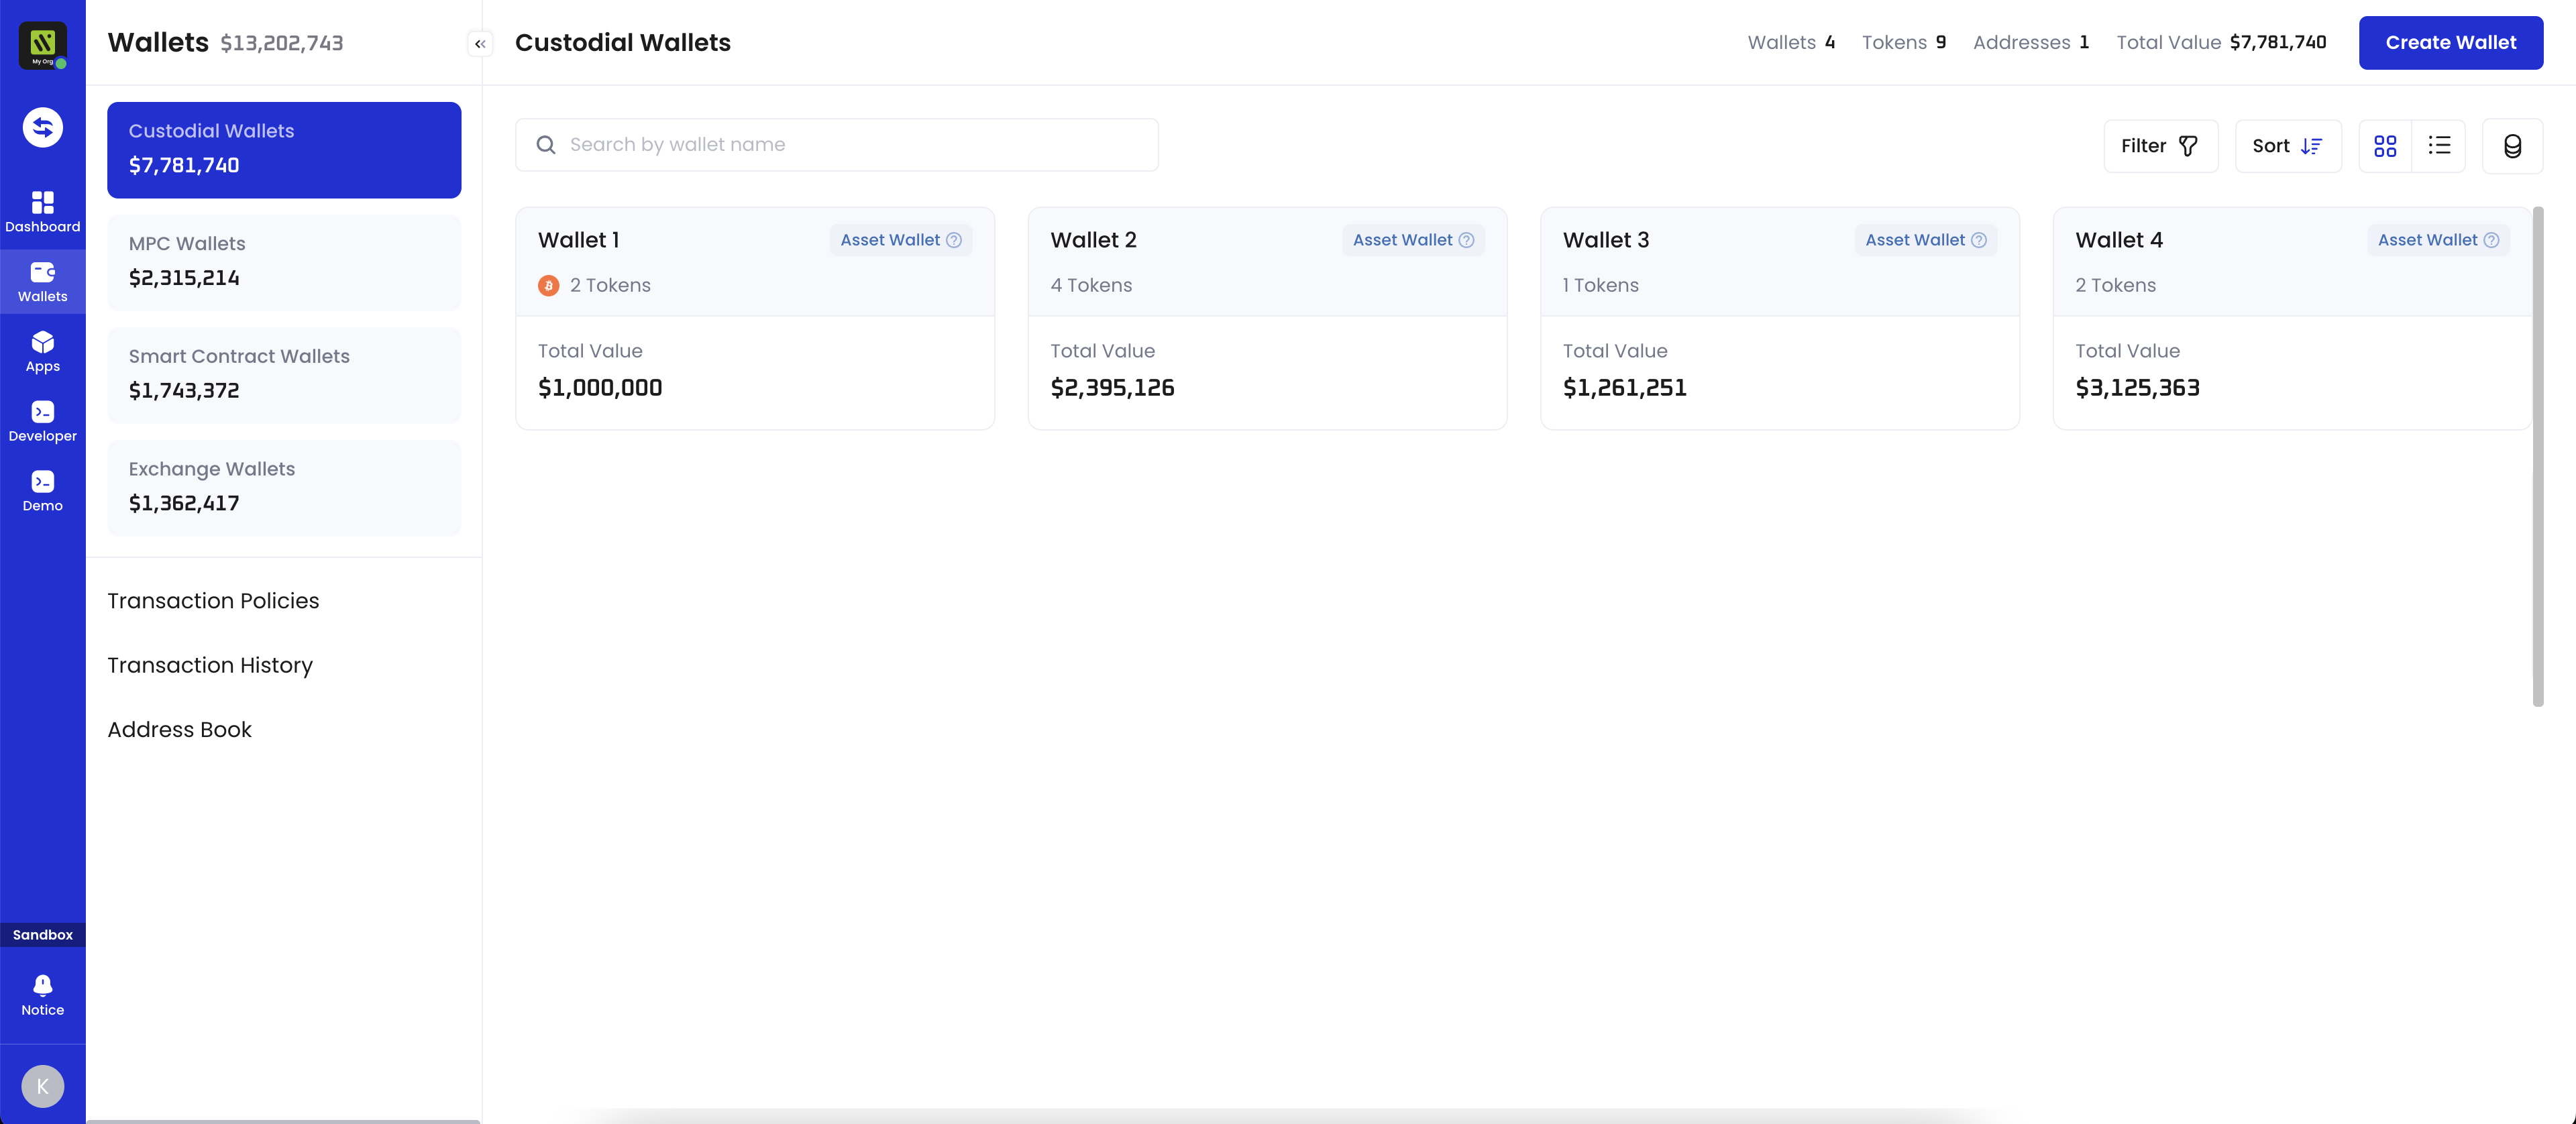 My Org
Dashboard
Wallets
Apps
Developer
Demo
Sandbox
Notice
K
Wallets $13,202,743
Custodial Wallets
$7,781,740
MPC Wallets
$2,315,214
Smart Contract Wallets
$1,743,372
Exchange Wallets
$1,362,417
Transaction Policies
Transaction History
Address Book
Custodial Wallets
Wallets 4 Tokens 9 Addresses 1 Total Value $7,781,740
Create Wallet
Search by wallet name
Filter
Sort
Wallet 1 Asset Wallet ?
2 Tokens
Total Value
$1,000,000
Wallet 2 Asset Wallet ?
4 Tokens
Total Value
$2,395,126
Wallet 3 Asset Wallet ?
1 Tokens
Total Value
$1,261,251
Wallet 4 Asset Wallet ?
2 Tokens
Total Value
$3,125,363